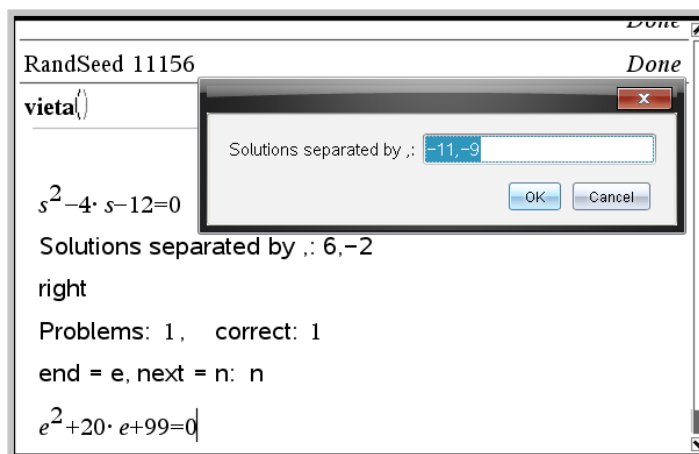 Done
RandSeed 11156 Done
vieta()
Solutions separated by ,: -11,-9
OK Cancel
s²-4· s-12=0
Solutions separated by ,: 6,-2
right
Problems: 1, correct: 1
end = e, next = n: n
e²+20· e+99=0